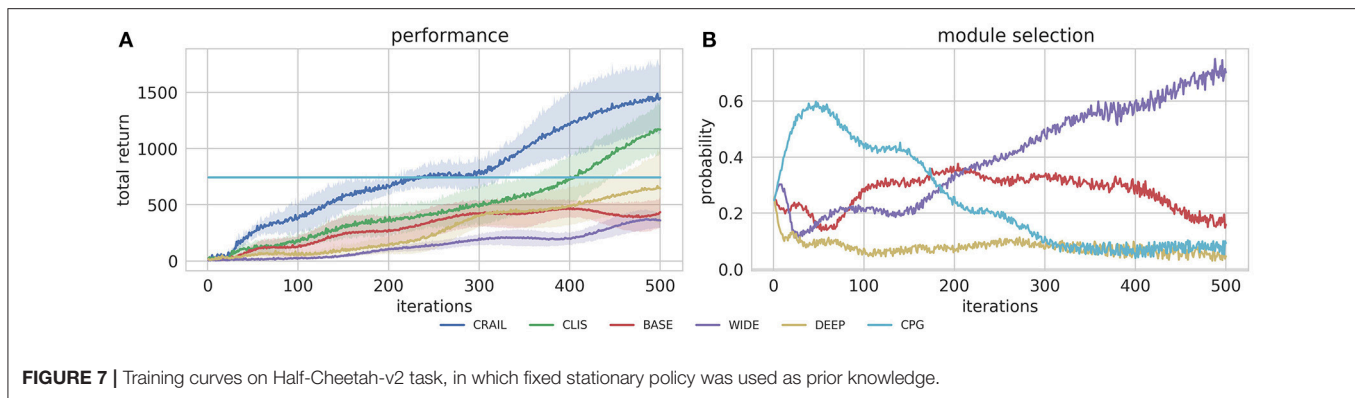 A
performance
total return
1500
1000
500
0
0 100 200 300 400 500
iterations
B
module selection
probability
0.6
0.4
0.2
0.0
0 100 200 300 400 500
iterations
CRAIL CLIS BASE WIDE DEEP CPG
FIGURE 7 | Training curves on Half-Cheetah-v2 task, in which fixed stationary policy was used as prior knowledge.